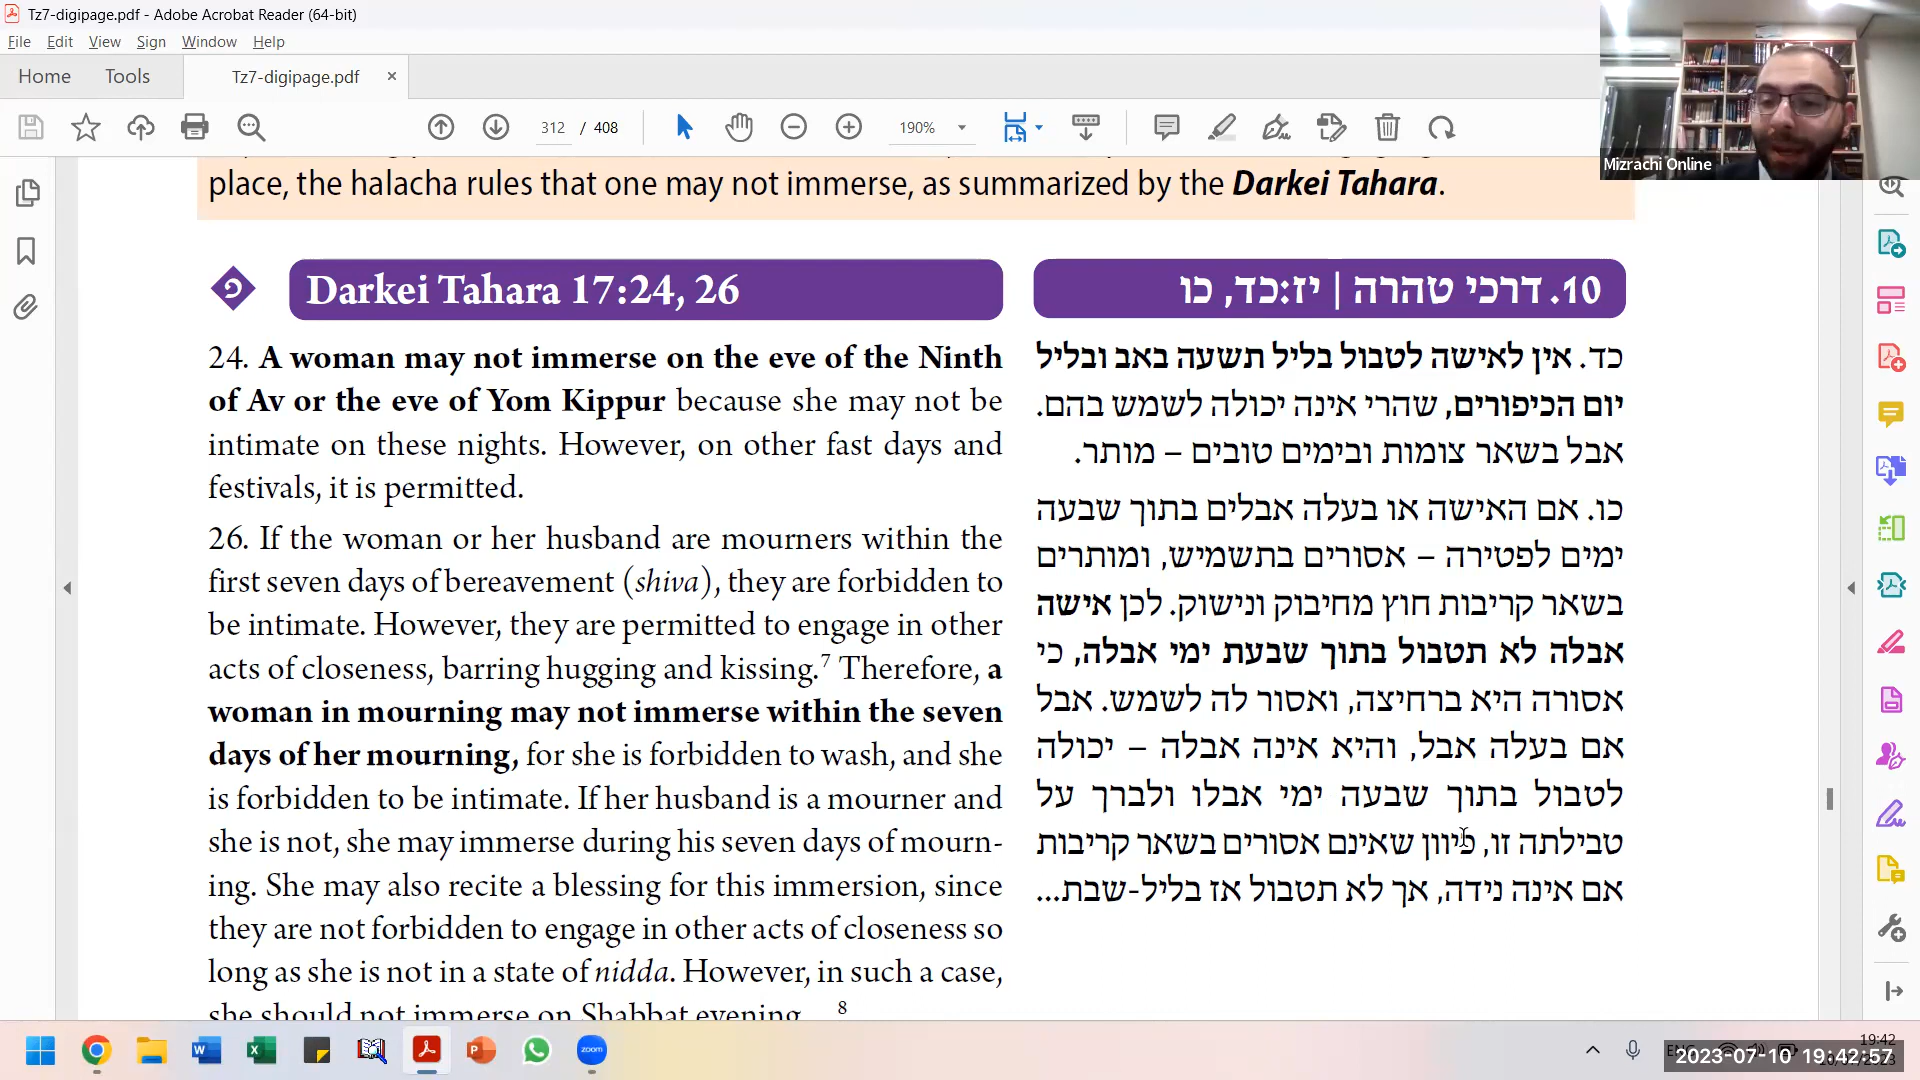 Tz7-digipage.pdf - Adobe Acrobat Reader (64-bit)
File Edit View Sign Window Help
Home Tools Tz7-digipage.pdf ×
312 / 408 190%
Mizrachi Online
place, the halacha rules that one may not immerse, as summarized by the Darkei Tahara.
Darkei Tahara 17:24, 26
24. A woman may not immerse on the eve of the Ninth
of Av or the eve of Yom Kippur because she may not be
intimate on these nights. However, on other fast days and
festivals, it is permitted.
26. If the woman or her husband are mourners within the
first seven days of bereavement (shiva), they are forbidden to
be intimate. However, they are permitted to engage in other
acts of closeness, barring hugging and kissing.7 Therefore, a
woman in mourning may not immerse within the seven
days of her mourning, for she is forbidden to wash, and she
is forbidden to be intimate. If her husband is a mourner and
she is not, she may immerse during his seven days of mourn-
ing. She may also recite a blessing for this immersion, since
they are not forbidden to engage in other acts of closeness so
long as she is not in a state of nidda. However, in such a case,
she should not immerse on Shabbat evening. 8
10. דרכי טהרה | יז:כד, כו
כד. אין לאישה לטבול בליל תשעה באב ובליל
יום הכיפורים, שהרי אינה יכולה לשמש בהם.
אבל בשאר צומות ובימים טובים – מותר.
כו. אם האישה או בעלה אבלים בתוך שבעה
ימים לפטירה – אסורים בתשמיש, ומותרים
בשאר קריבות חוץ מחיבוק ונישוק. לכן אישה
אבלה לא תטבול בתוך שבעת ימי אבלה, כי
אסורה היא ברחיצה, ואסור לה לשמש. אבל
אם בעלה אבל, והיא אינה אבלה – יכולה
לטבול בתוך שבעה ימי אבלו ולברך על
טבילתה זו, כיוון שאינם אסורים בשאר קריבות
אם אינה נידה, אך לא תטבול אז בליל-שבת...
zoom
19:42
2023-07-10 19:42:57